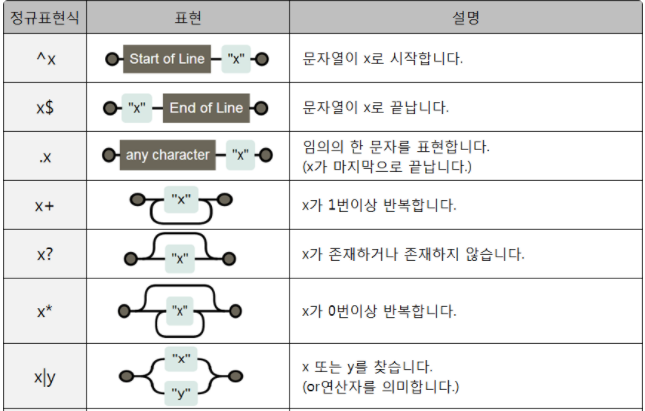 정규표현식 표현 설명
^x Start of Line "x" 문자열이 x로 시작합니다.
x$ "x" End of Line 문자열이 x로 끝납니다.
.x any character "x" 임의의 한 문자를 표현합니다.
(x가 마지막으로 끝납니다.)
x+ "x" x가 1번이상 반복합니다.
x? "x" x가 존재하거나 존재하지 않습니다.
x* "x" x가 0번이상 반복합니다.
x|y "x" "y" x 또는 y를 찾습니다.
(or연산자를 의미합니다.)